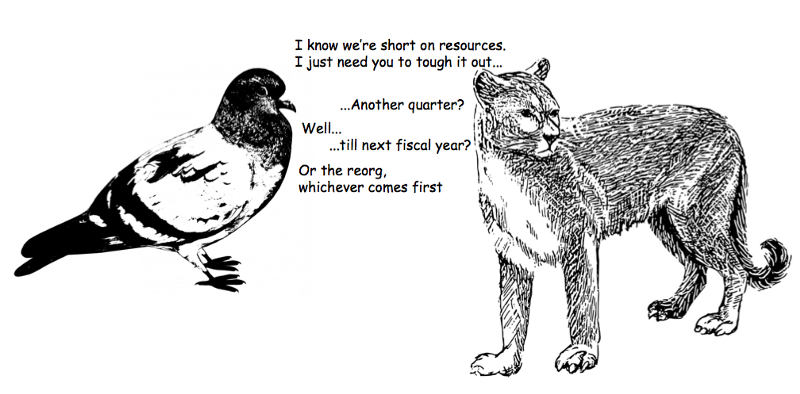 I know we're short on resources.
I just need you to tough it out...
...Another quarter?
Well...
...till next fiscal year?
Or the reorg,
whichever comes first